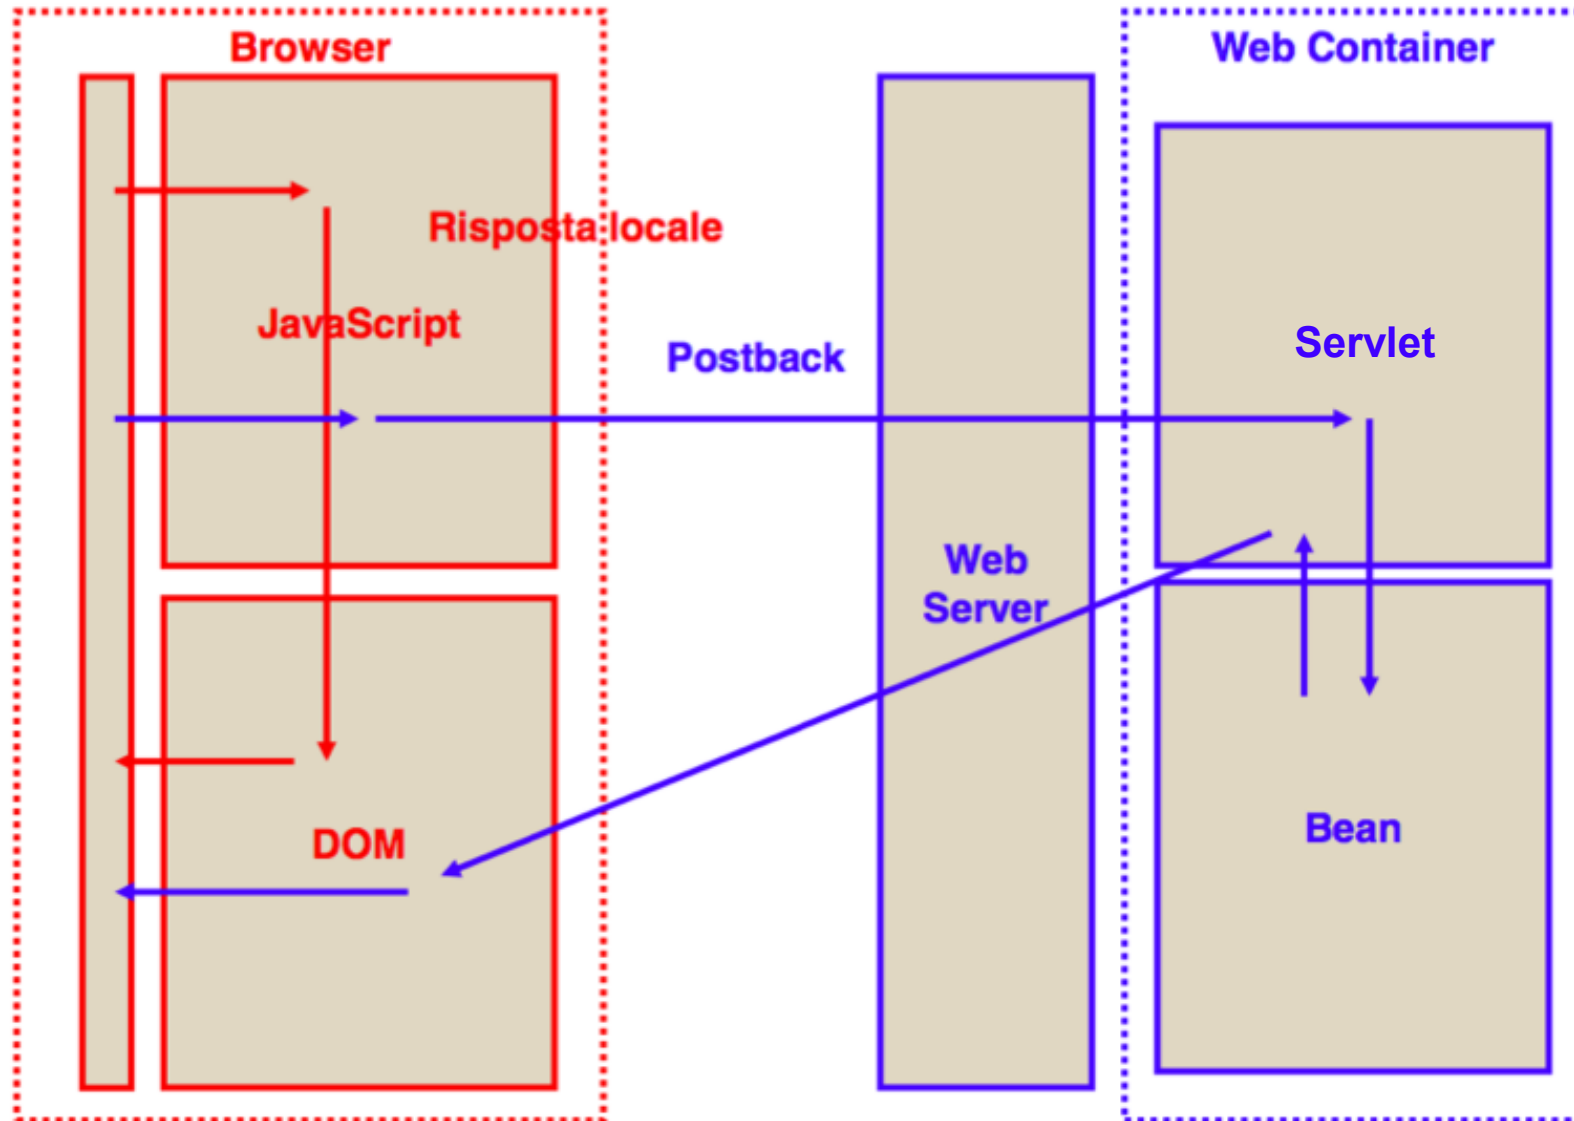 Browser
Web Container
Risposta locale
JavaScript
Postback
Servlet
Web
Server
DOM
Bean